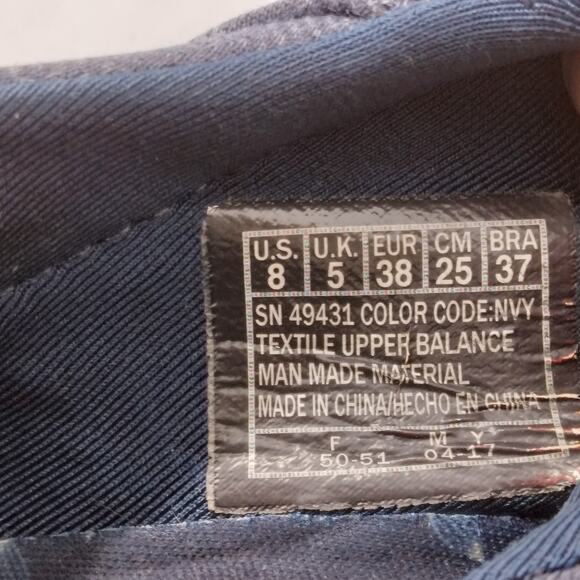 U.S. U.K. EUR CM BRA
8 5 38 25 37
SN 49431 COLOR CODE:NVY
TEXTILE UPPER BALANCE
MAN MADE MATERIAL
MADE IN CHINA/HECHO EN CHINA
F M Y
50-51 04-17